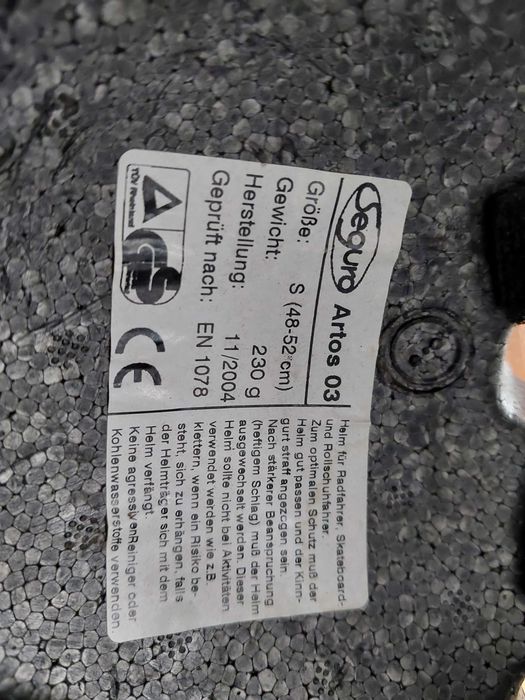 Seguro Artos 03
Größe: S (48-52 cm)
Gewicht: 230 g
Herstellung: 11/2004
Geprüft nach: EN 1078
TÜV Rheinland
GS
CE
Helm für Radfahrer, Skateboard-
und Rollschuhfahrer.
Zum optimalen Schutz muß der
Helm gut passen und der Kinn-
gurt straff angezogen sein.
Nach stärkerer Beanspruchung
(heftigem Schlag) muß der Helm
ausgewechselt werden. Dieser
Helm sollte nicht bei Aktivitäten
verwendet werden wie z.B.
klettern, wenn ein Risiko be-
steht, sich zu erhängen, falls
der Helmträger sich mit dem
Helm verfängt.
Keine agressivenReiniger oder
Kohlenwasserstoffe verwenden.